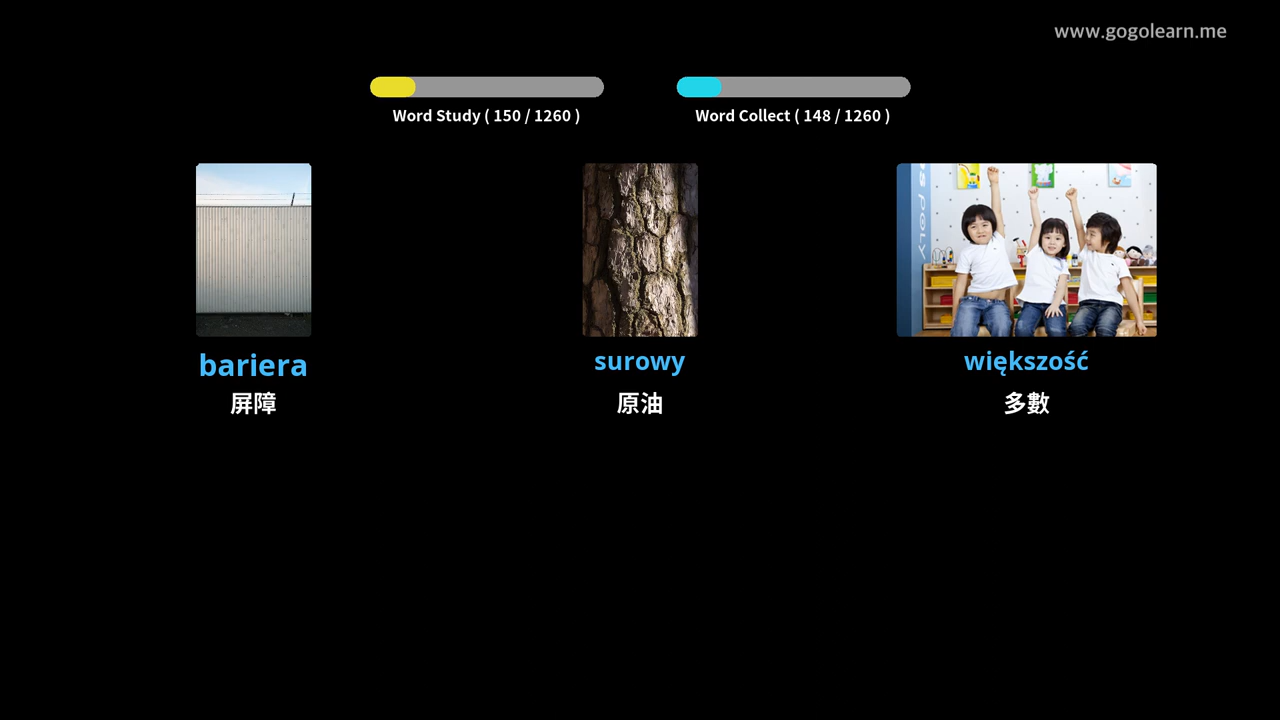 www.gogolearn.me
Word Study ( 150 / 1260 )
Word Collect ( 148 / 1260 )
bariera
surowy
większość
屏障
原油
多數